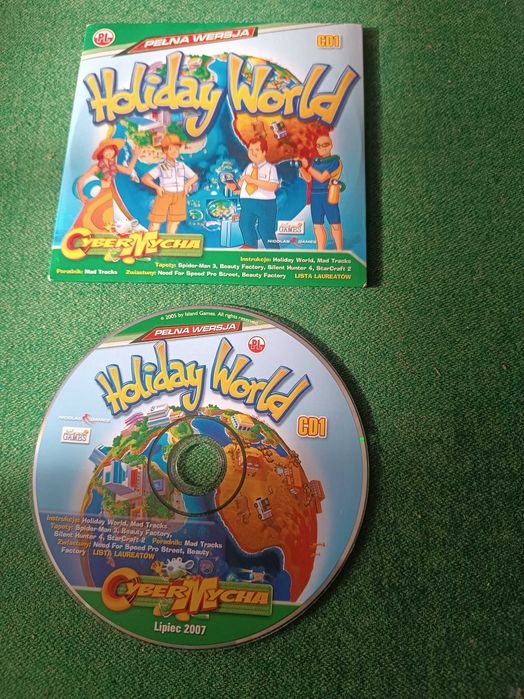 PL
PEŁNA WERSJA
CD1
Holiday World
NICOLAS GAMES
GAMES
CYBERMYCHA
Instrukcje: Holiday World, Mad Tracks
Tapety: Spider-Man 3, Beauty Factory, Silent Hunter 4, StarCraft 2
Poradnik: Mad Tracks Zwiastuny: Need For Speed Pro Street, Beauty Factory LISTA LAUREATÓW
© 2005 by Island Games. All rights reserved
PEŁNA WERSJA
PL
Holiday World
CD1
NICOLAS GAMES
GAMES
Instrukcje: Holiday World, Mad Tracks
Tapety: Spider-Man 3, Beauty Factory,
Silent Hunter 4, StarCraft 2 Poradnik: Mad Tracks
Zwiastuny: Need For Speed Pro Street, Beauty
Factory LISTA LAUREATÓW
CYBERMYCHA
Lipiec 2007